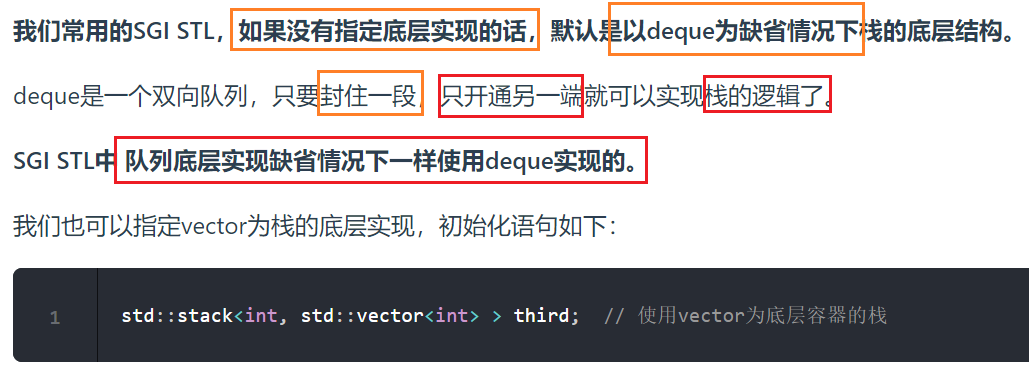 我们常用的SGI STL，如果没有指定底层实现的话，默认是以deque为缺省情况下栈的底层结构。
deque是一个双向队列，只要封住一段，只开通另一端就可以实现栈的逻辑了。
SGI STL中 队列底层实现缺省情况下一样使用deque实现的。
我们也可以指定vector为栈的底层实现，初始化语句如下：
1 std::stack<int, std::vector<int> > third;  // 使用vector为底层容器的栈